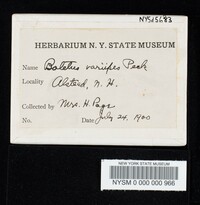 NYSf5683
HERBARIUM N. Y. STATE MUSEUM
Name Boletus variipes Peck
Locality Alstead, N. H.
Collected by Mrs. H. Page
No. Date July 24, 1900
NEW YORK STATE MUSEUM
NYSM 0 000 000 966